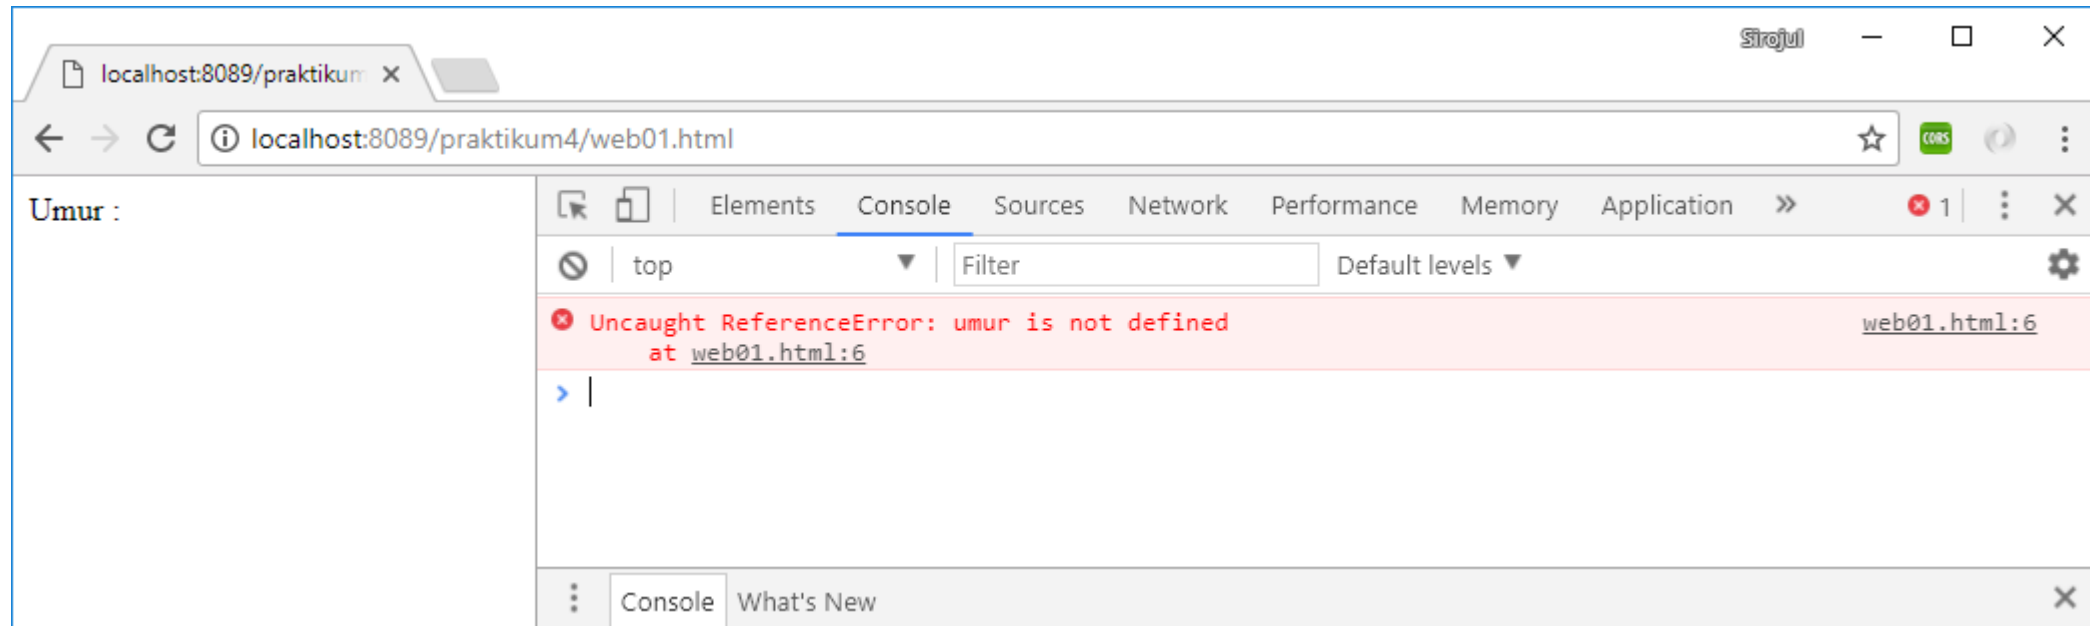 Sirojul
localhost:8089/praktikum
localhost:8089/praktikum4/web01.html
CORS
Umur :
Elements Console Sources Network Performance Memory Application » 1
top Filter Default levels
Uncaught ReferenceError: umur is not defined web01.html:6
at web01.html:6
>
Console What's New